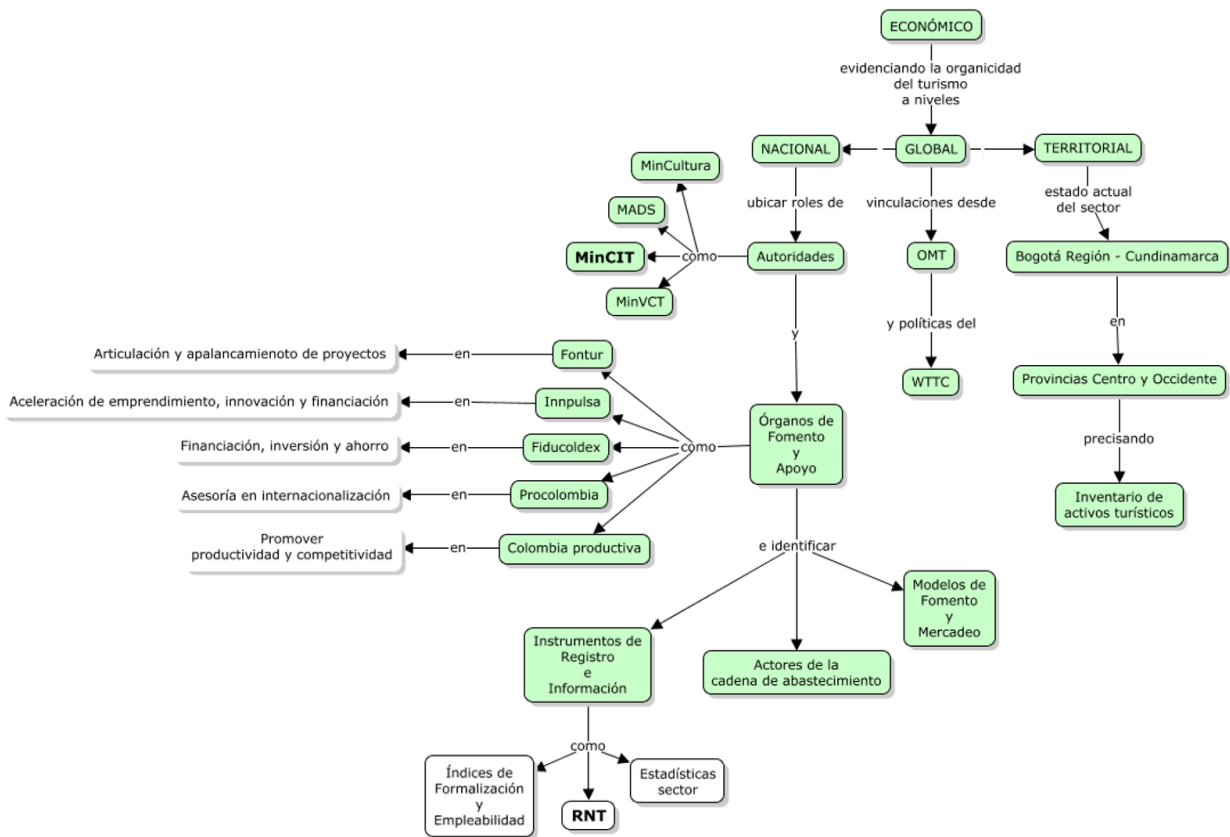 ECONÓMICO
evidenciando la organicidad
del turismo
a niveles
NACIONAL
GLOBAL
TERRITORIAL
MinCultura
MADS
MinCIT
MinVCT
como
ubicar roles de
Autoridades
vinculaciones desde
OMT
y políticas del
WTTC
estado actual
del sector
Bogotá Región - Cundinamarca
en
Provincias Centro y Occidente
precisando
Inventario de
activos turísticos
y
Órganos de
Fomento
y
Apoyo
como
Articulación y apalancamienoto de proyectos
en
Fontur
Aceleración de emprendimiento, innovación y financiación
en
Innpulsa
Financiación, inversión y ahorro
en
Fiducoldex
Asesoría en internacionalización
en
Procolombia
Promover
productividad y competitividad
en
Colombia productiva
e identificar
Instrumentos de
Registro
e
Información
Actores de la
cadena de abastecimiento
Modelos de
Fomento
y
Mercadeo
como
Índices de
Formalización
y
Empleabilidad
RNT
Estadísticas
sector